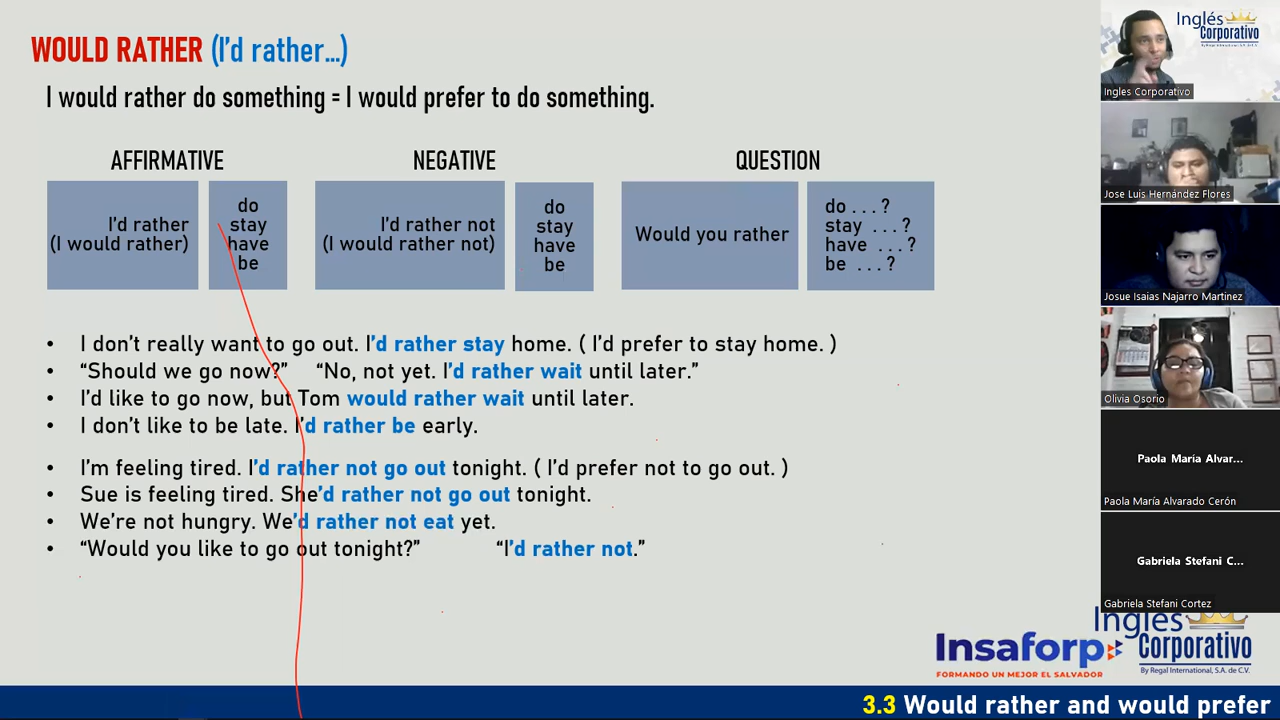 WOULD RATHER (I'd rather…)
I would rather do something = I would prefer to do something.
AFFIRMATIVE
NEGATIVE
QUESTION
I'd rather
(I would rather)
do
stay
have
be
I'd rather not
(I would rather not)
do
stay
have
be
Would you rather
do . . . ?
stay . . . ?
have . . . ?
be . . . ?
• I don't really want to go out. I'd rather stay home. ( I'd prefer to stay home. )
• “Should we go now?” “No, not yet. I'd rather wait until later.”
• I'd like to go now, but Tom would rather wait until later.
• I don't like to be late. I'd rather be early.
• I'm feeling tired. I'd rather not go out tonight. ( I'd prefer not to go out. )
• Sue is feeling tired. She'd rather not go out tonight.
• We're not hungry. We'd rather not eat yet.
• “Would you like to go out tonight?” “I'd rather not.”
Inglés
Corporativo
By Regal International, S.A. de C.V.
Ingles Corporativo
Jose Luis Hernández Flores
Josue Isaías Najarro Martinez
Olivia Osorio
Paola María Alvar...
Paola María Alvarado Cerón
Gabriela Stefani C...
Gabriela Stefani Cortez
Insaforp
FORMANDO UN MEJOR EL SALVADOR
Inglés
Corporativo
By Regal International, S.A. de C.V.
3.3 Would rather and would prefer